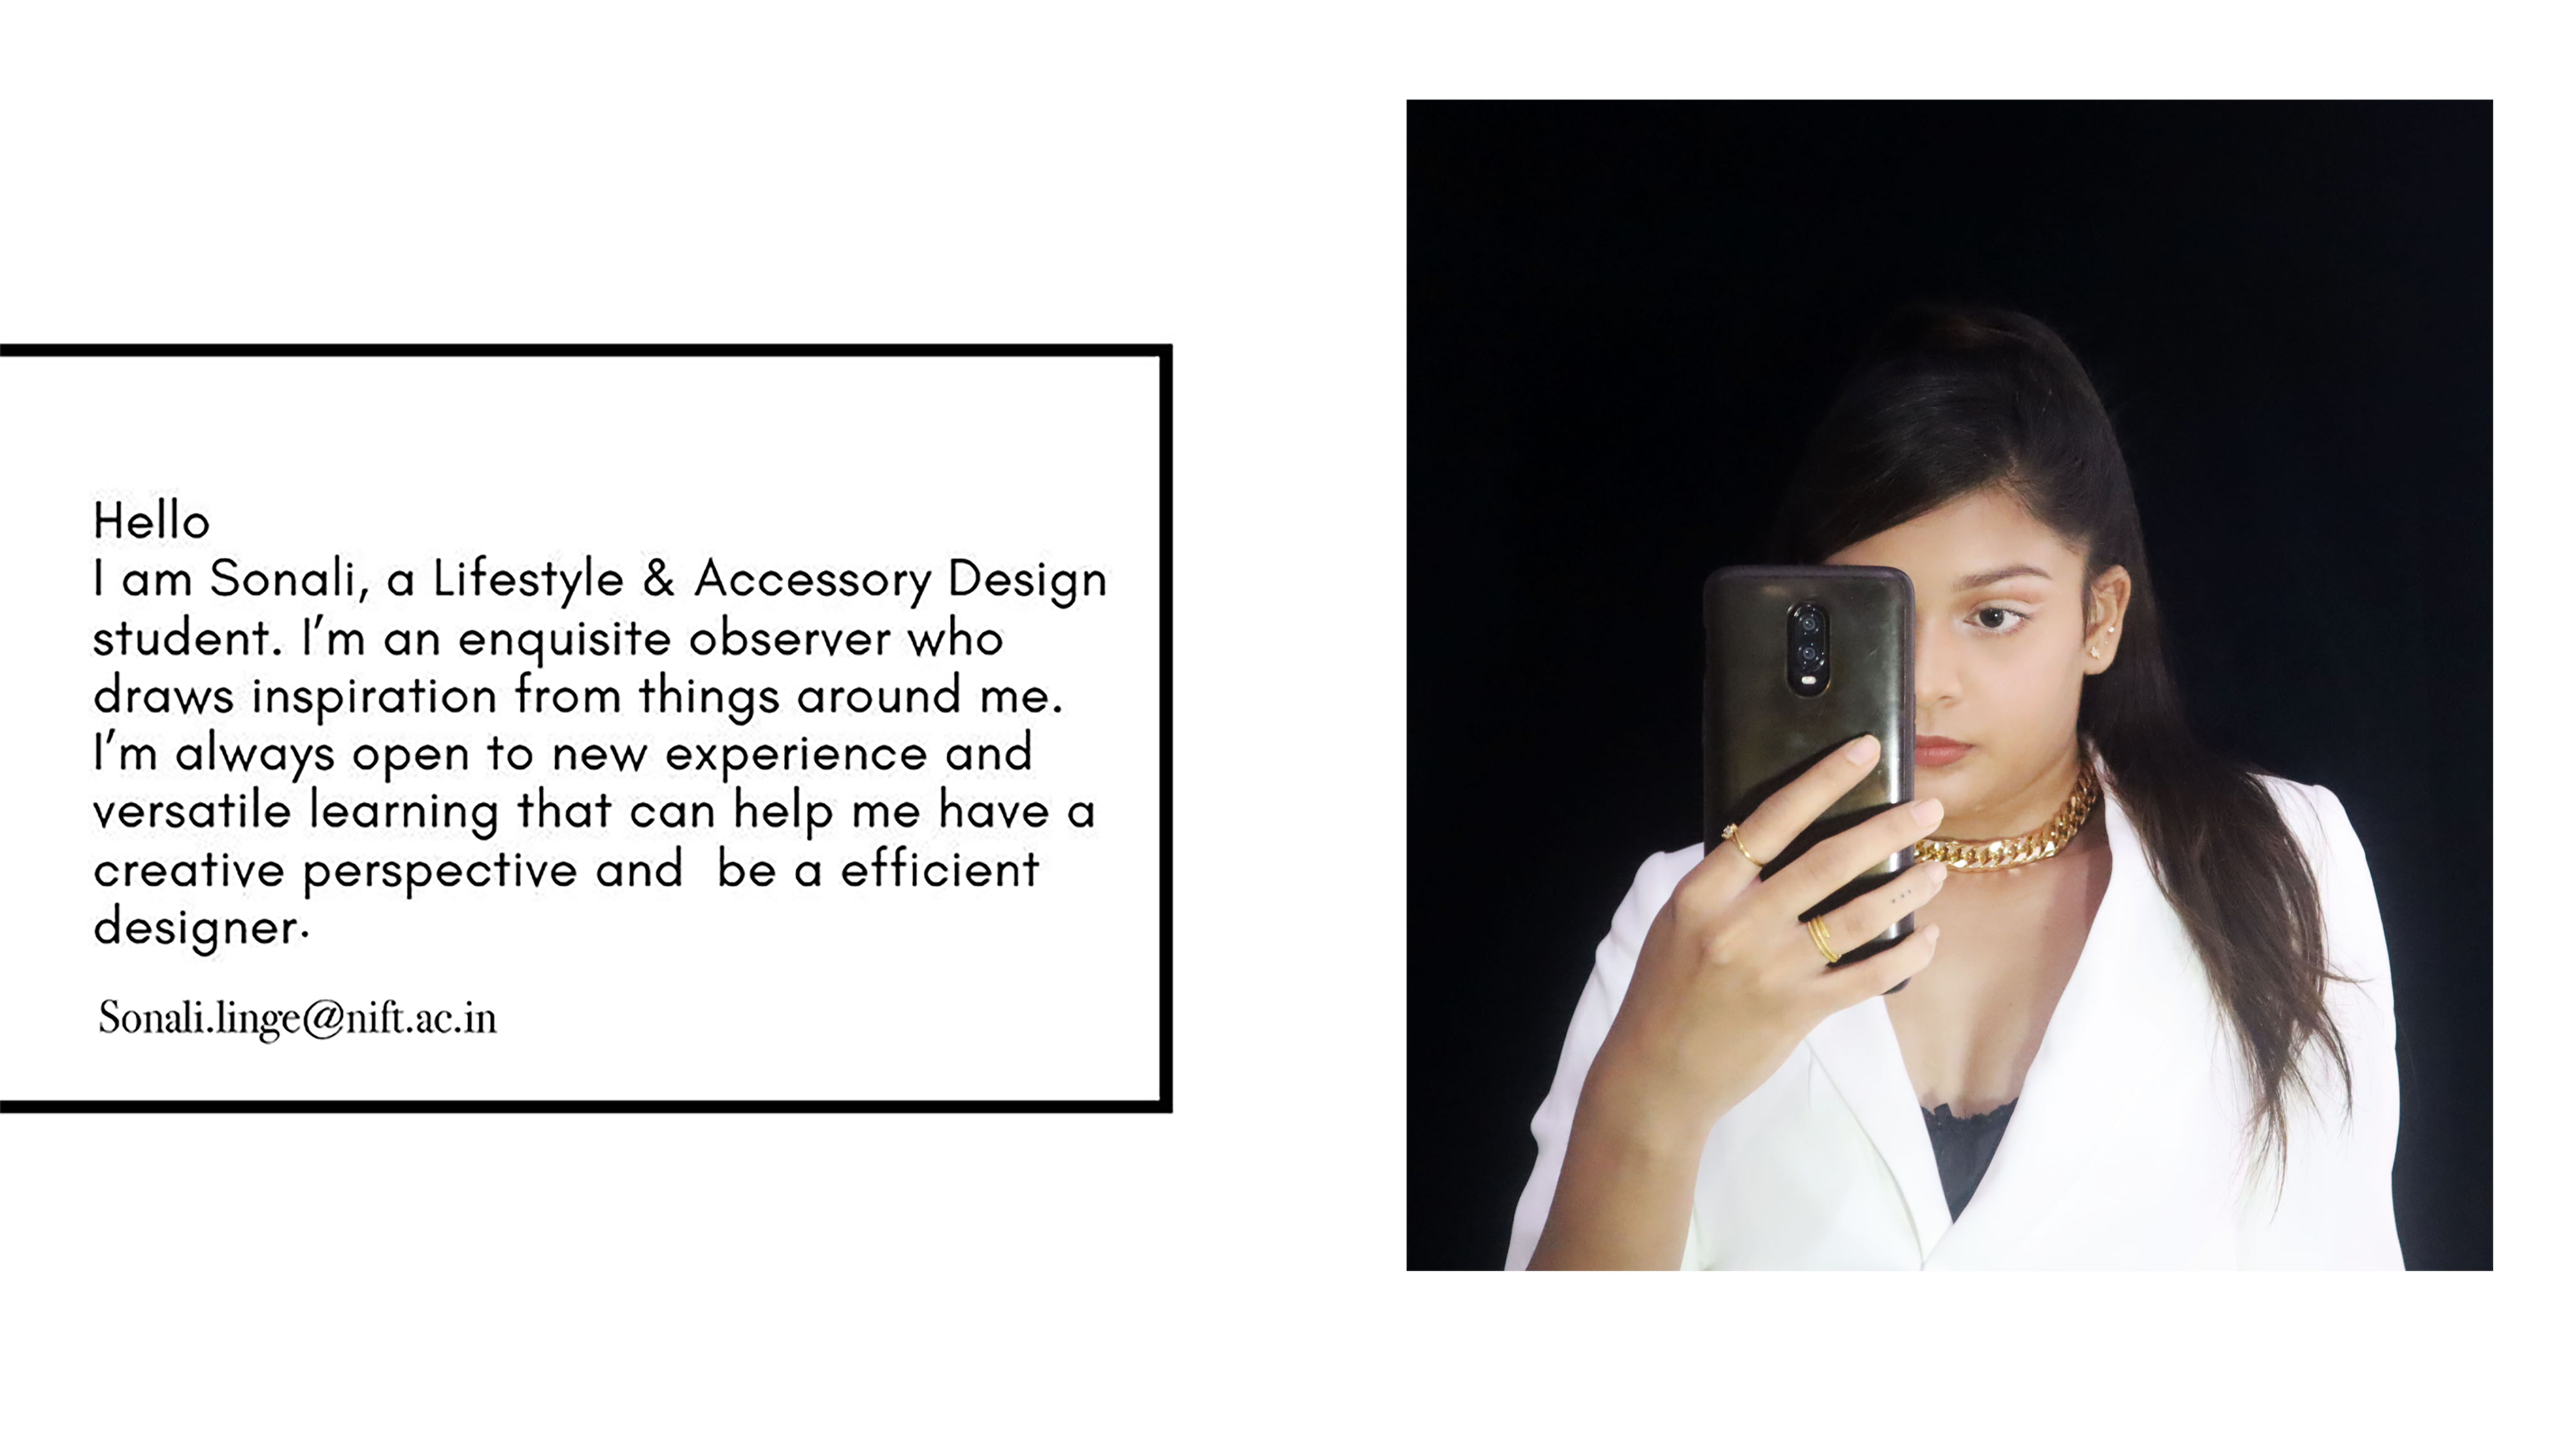 Hello
I am Sonali, a Lifestyle & Accessory Design
student. I'm an enquisite observer who
draws inspiration from things around me.
I'm always open to new experience and
versatile learning that can help me have a
creative perspective and  be a efficient
designer.
Sonali.linge@nift.ac.in